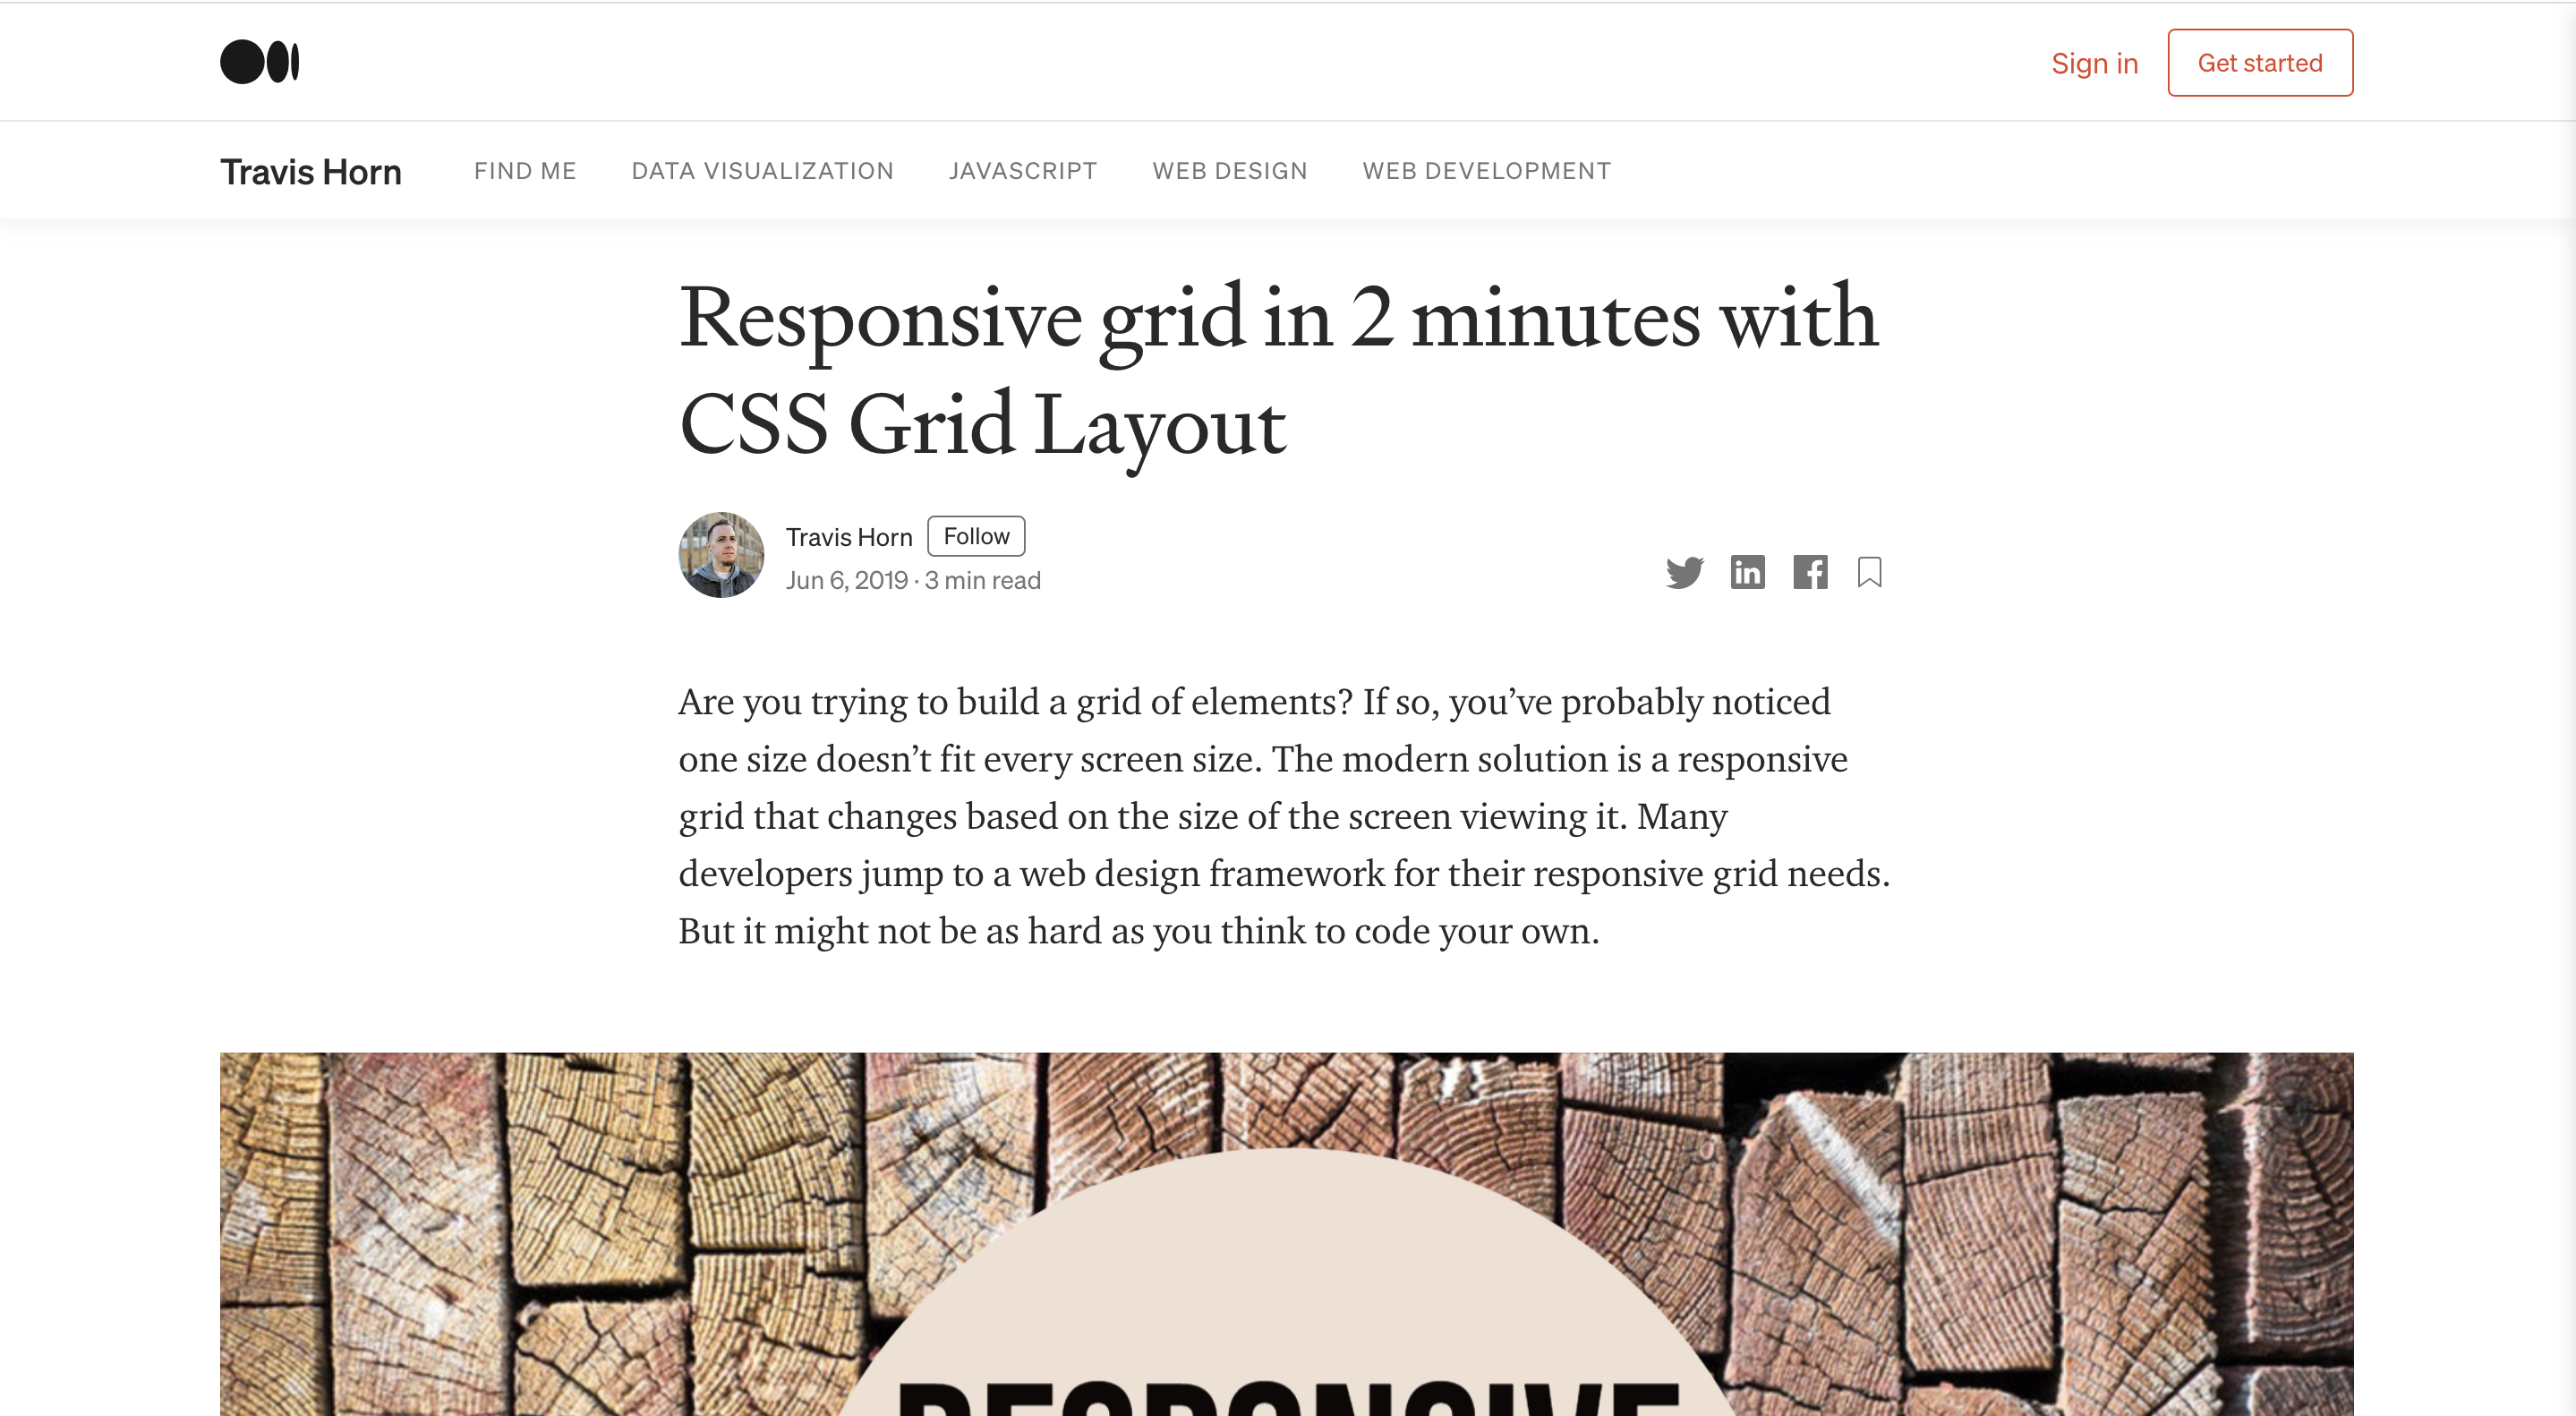 Sign in
Get started
Travis Horn
FIND ME
DATA VISUALIZATION
JAVASCRIPT
WEB DESIGN
WEB DEVELOPMENT
Responsive grid in 2 minutes with
CSS Grid Layout
Travis Horn
Follow
Jun 6, 2019 · 3 min read
Are you trying to build a grid of elements? If so, you’ve probably noticed
one size doesn’t fit every screen size. The modern solution is a responsive
grid that changes based on the size of the screen viewing it. Many
developers jump to a web design framework for their responsive grid needs.
But it might not be as hard as you think to code your own.
RESPONSIVE